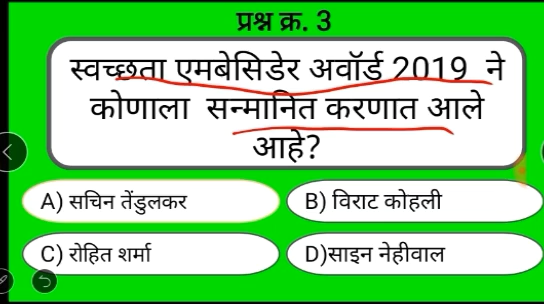 प्रश्न क्र. 3
स्वच्छता एमबेसिडेर अवॉर्ड 2019 ने
कोणाला सन्मानित करणात आले
आहे?
A) सचिन तेंडुलकर
B) विराट कोहली
C) रोहित शर्मा
D)साइन नेहीवाल